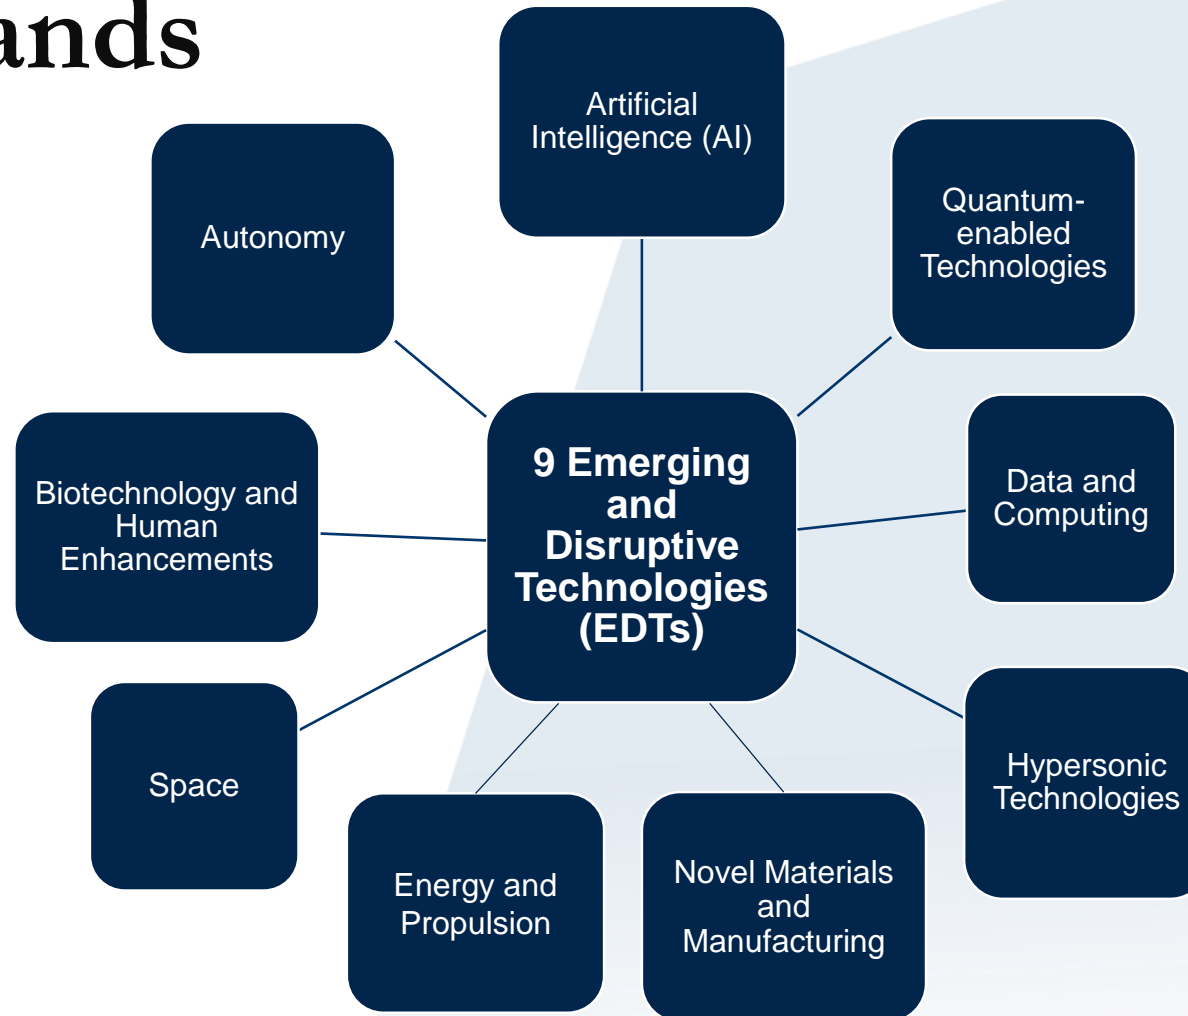 ands
Artificial
Intelligence (AI)
Quantum-
enabled
Technologies
Autonomy
Data and
Computing
9 Emerging
and
Disruptive
Technologies
(EDTs)
Biotechnology and
Human
Enhancements
Hypersonic
Technologies
Space
Energy and
Propulsion
Novel Materials
and
Manufacturing